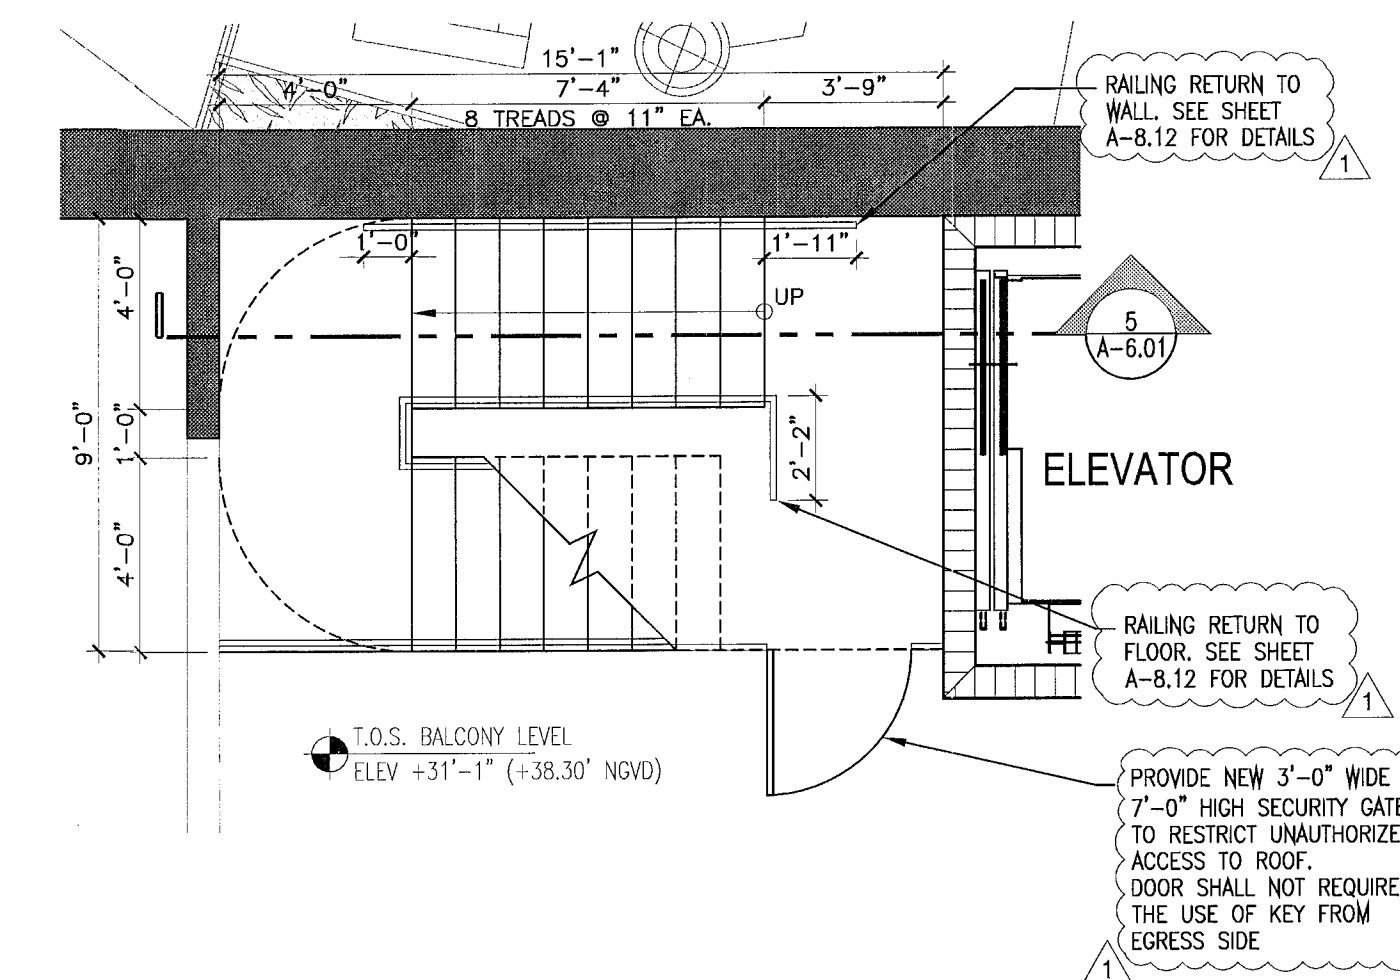 15'-1"
4'-0"
7'-4"
3'-9"
8 TREADS @ 11" EA.
RAILING RETURN TO
WALL. SEE SHEET
A-8.12 FOR DETAILS
1
1'-0"
1'-11"
UP
4'-0"
5
A-6.01
9'-0"
1'-0"
2'-2"
ELEVATOR
4'-0"
RAILING RETURN TO
FLOOR. SEE SHEET
A-8.12 FOR DETAILS
1
T.O.S. BALCONY LEVEL
ELEV +31'-1" (+38.30' NGVD)
PROVIDE NEW 3'-0" WIDE
7'-0" HIGH SECURITY GATE
TO RESTRICT UNAUTHORIZE
ACCESS TO ROOF.
DOOR SHALL NOT REQUIRE
THE USE OF KEY FROM
EGRESS SIDE
1